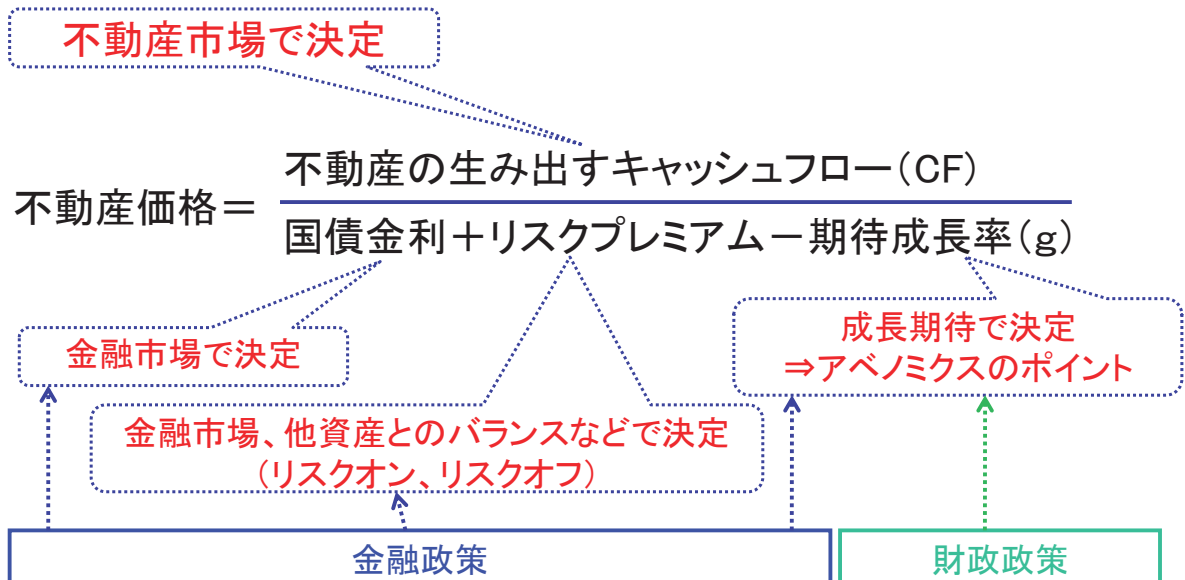 不動産市場で決定
不動産の生み出すキャッシュフロー(CF)
不動産価格＝
国債金利＋リスクプレミアム－期待成長率(g)
金融市場で決定
成長期待で決定
⇒アベノミクスのポイント
金融市場、他資産とのバランスなどで決定
(リスクオン、リスクオフ)
金融政策
財政政策